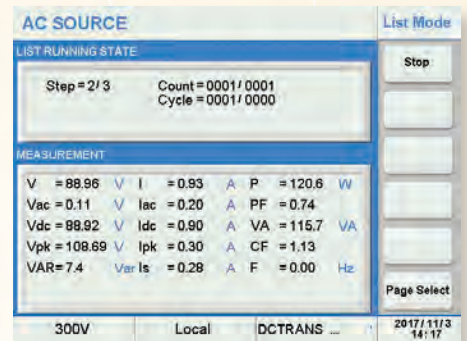 AC SOURCE
List Mode
LIST RUNNING STATE
Step = 2/ 3 Count = 0001/ 0001
Cycle = 0001/ 0000
MEASUREMENT
V = 88.96 V I = 0.93 A P = 120.6 W
Vac = 0.11 V Iac = 0.20 A PF = 0.74
Vdc = 88.92 V Idc = 0.90 A VA = 115.7 VA
Vpk = 108.69 V Ipk = 0.30 A CF = 1.13
VAR= 7.4 Var Is = 0.28 A F = 0.00 Hz
Stop
Page Select
300V Local DCTRANS ...
2017/ 11/ 3
14: 17